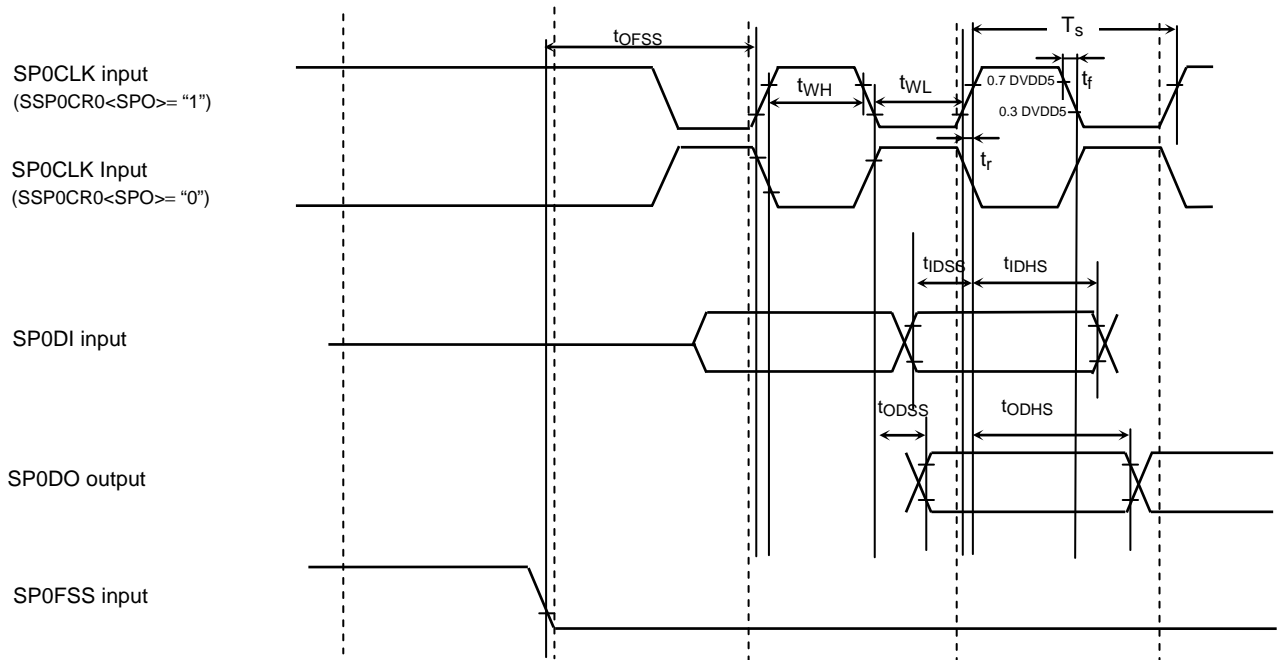 tOFSS
Ts
SP0CLK input
(SSP0CR0<SPO>= “1”)
tWH
tWL
0.7 DVDD5
tf
0.3 DVDD5
SP0CLK Input
(SSP0CR0<SPO>= “0”)
tr
tIDSS
tIDHS
SP0DI input
tODSS
tODHS
SP0DO output
SP0FSS input